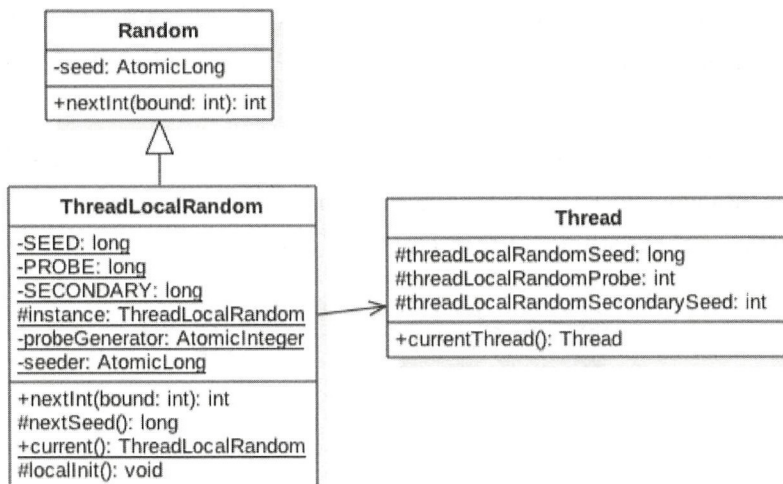 Random
-seed: AtomicLong
+nextInt(bound: int): int
ThreadLocalRandom
-SEED: long
-PROBE: long
-SECONDARY: long
#instance: ThreadLocalRandom
-probeGenerator: AtomicInteger
-seeder: AtomicLong
+nextInt(bound: int): int
#nextSeed(): long
+current(): ThreadLocalRandom
#localInit(): void
Thread
#threadLocalRandomSeed: long
#threadLocalRandomProbe: int
#threadLocalRandomSecondarySeed: int
+currentThread(): Thread